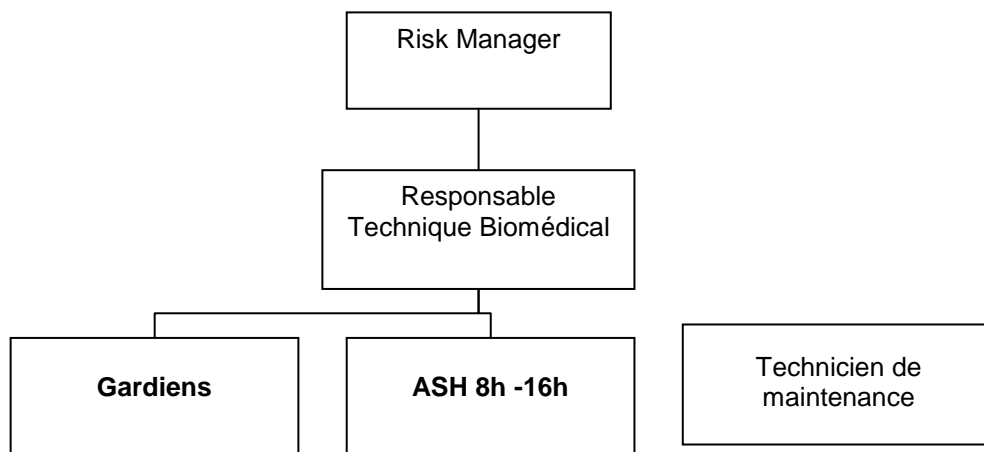 Risk Manager
Responsable
Technique Biomédical
Gardiens
ASH 8h -16h
Technicien de
maintenance